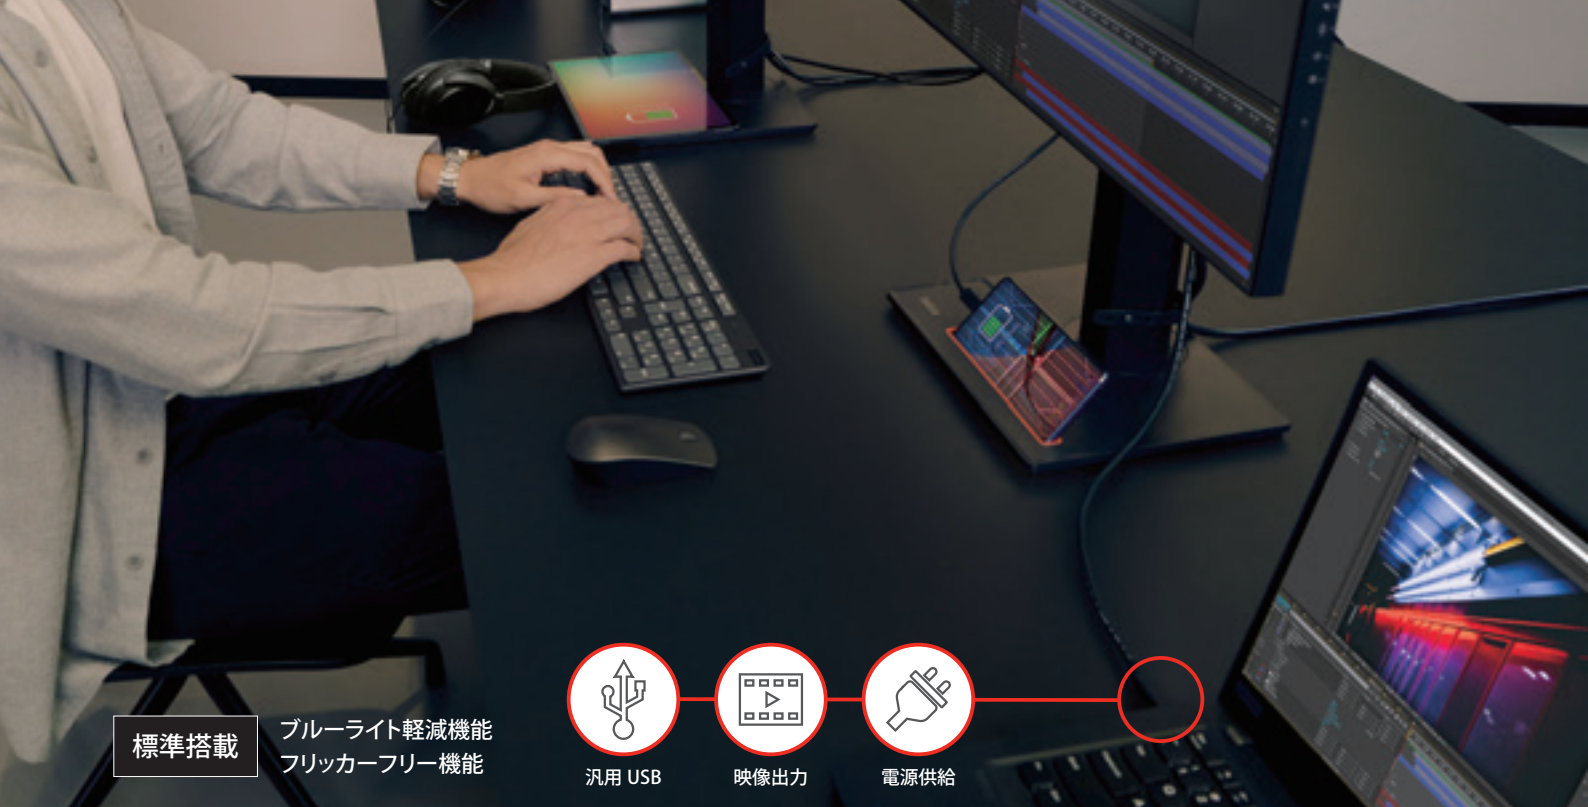 標準搭載
ブルーライト軽減機能
フリッカーフリー機能
汎用 USB
映像出力
電源供給